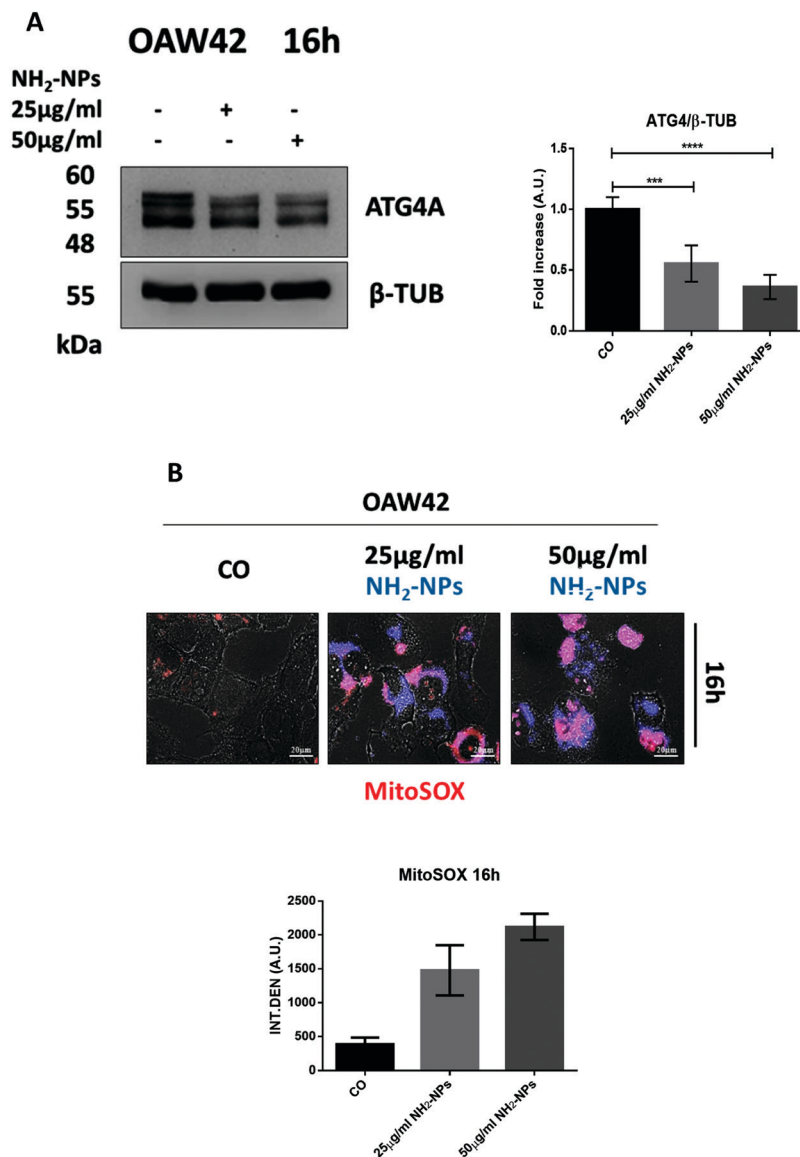 A
OAW42 16h
NH₂-NPs
25µg/ml - + -
50µg/ml - - +
60
55
48
ATG4A
55
β-TUB
kDa
ATG4/β-TUB
Fold increase (A.U.)
1.5
1.0
0.5
0.0
****
***
CO
25µg/ml NH₂-NPs
50µg/ml NH₂-NPs
B
OAW42
CO
25µg/ml
NH₂-NPs
50µg/ml
NH₂-NPs
20µm
20µm
20µm
16h
MitoSOX
MitoSOX 16h
INT.DEN (A.U.)
2500
2000
1500
1000
500
0
CO
25µg/ml NH₂-NPs
50µg/ml NH₂-NPs